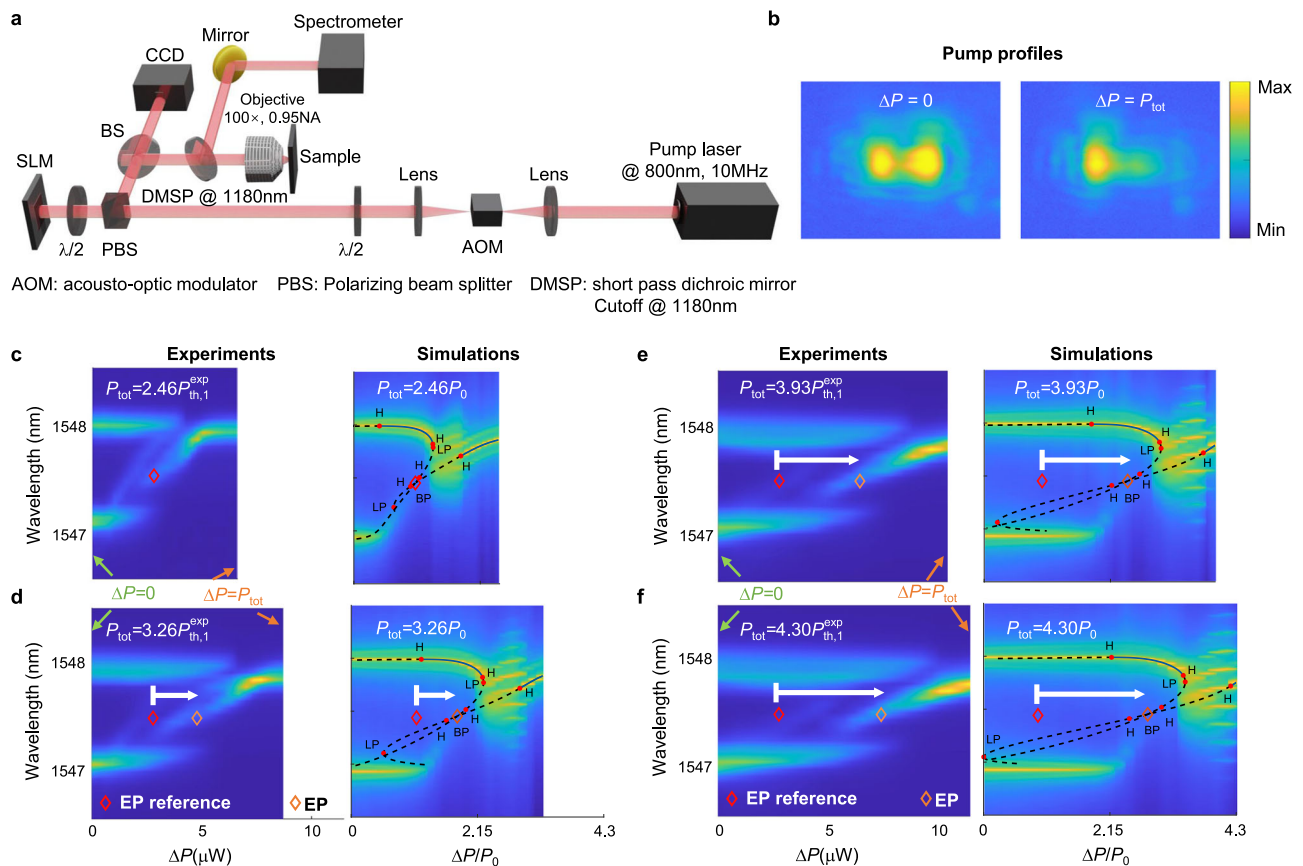 a
Mirror
Spectrometer
CCD
Objective
100×, 0.95NA
BS
SLM
Sample
Pump laser
@ 800nm, 10MHz
DMSP @ 1180nm
Lens
Lens
λ/2
PBS
λ/2
AOM
AOM: acousto-optic modulator PBS: Polarizing beam splitter DMSP: short pass dichroic mirror
Cutoff @ 1180nm
b
Pump profiles
ΔP = 0
ΔP = P_tot
Max
Min
c
Experiments
Simulations
P_tot=2.46P_th,1^exp
P_tot=2.46P_0
Wavelength (nm)
1548
1547
H
H
LP
H
H
H
BP
LP
ΔP=0
ΔP=P_tot
d
P_tot=3.26P_th,1^exp
P_tot=3.26P_0
Wavelength (nm)
1548
1547
H
H
LP
H
H
BP
H
LP
EP reference
EP
0
5
10
ΔP(μW)
0
2.15
4.3
ΔP/P_0
e
Experiments
Simulations
P_tot=3.93P_th,1^exp
P_tot=3.93P_0
Wavelength (nm)
1548
1547
H
H
LP
H
H
BP
H
ΔP=0
ΔP=P_tot
f
P_tot=4.30P_th,1^exp
P_tot=4.30P_0
Wavelength (nm)
1548
1547
H
H
LP
H
H
BP
H
LP
EP reference
EP
0
5
10
ΔP(μW)
0
2.15
4.3
ΔP/P_0